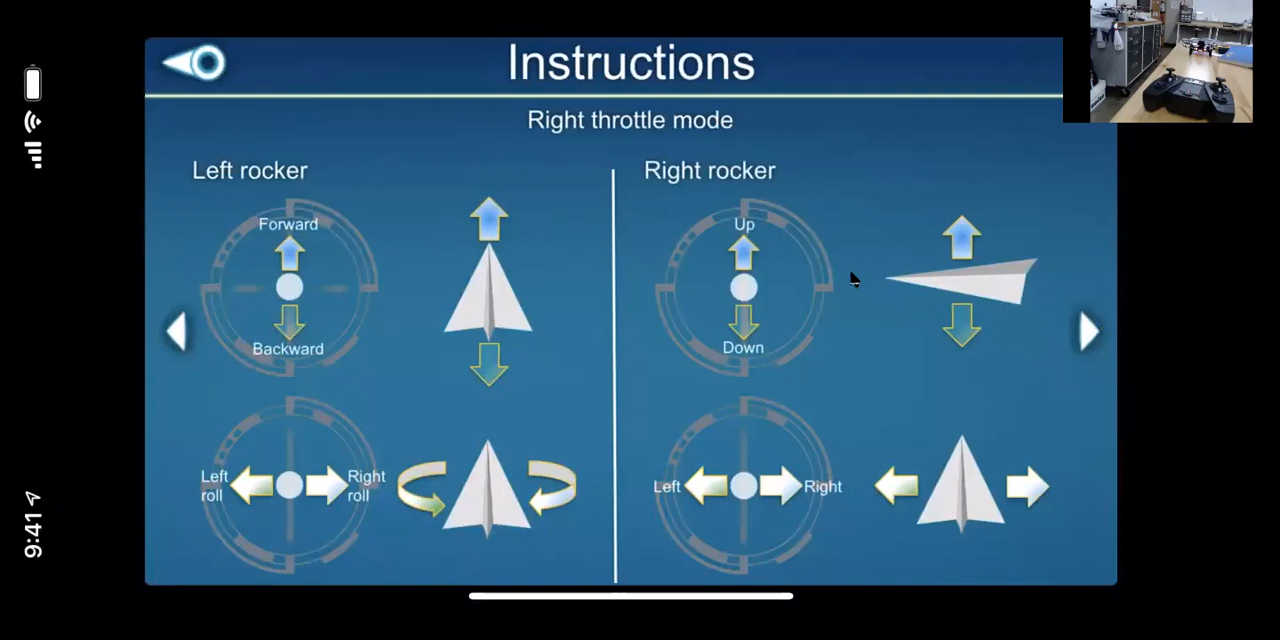 Instructions
Right throttle mode
Left rocker
Forward
Backward
Left
roll
Right
roll
Right rocker
Up
Down
Left
Right
9:41